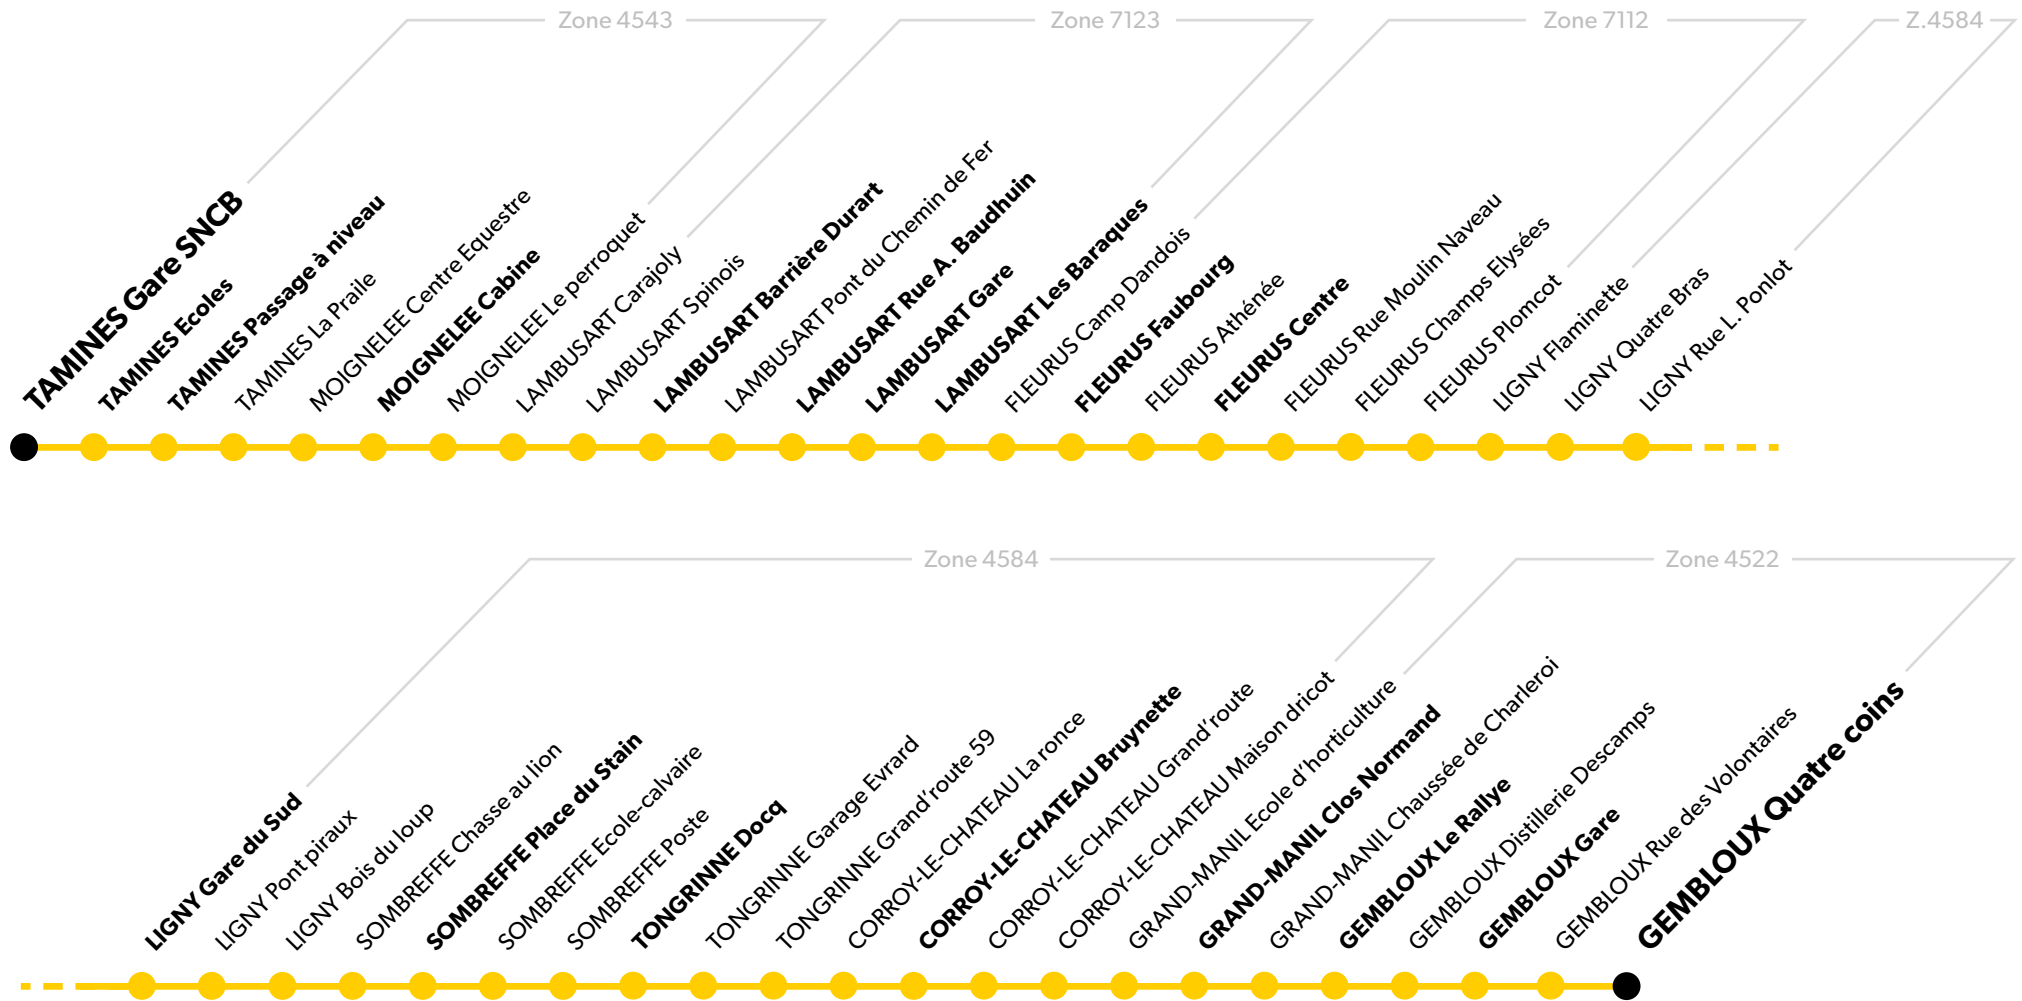 Zone 4543
Zone 7123
Zone 7112
Z.4584
TAMINES Gare SNCB
TAMINES Ecoles
TAMINES Passage à niveau
TAMINES La Praile
MOIGNELEE Centre Equestre
MOIGNELEE Cabine
MOIGNELEE Le perroquet
LAMBUSART Carajoly
LAMBUSART Spinois
LAMBUSART Barrière Durart
LAMBUSART Pont du Chemin de Fer
LAMBUSART Rue A. Baudhuin
LAMBUSART Gare
LAMBUSART Les Baraques
FLEURUS Camp Dandois
FLEURUS Faubourg
FLEURUS Athénée
FLEURUS Centre
FLEURUS Rue Moulin Naveau
FLEURUS Champs Elysées
FLEURUS Plomcot
LIGNY Flaminette
LIGNY Quatre Bras
LIGNY Rue L. Ponlot
Zone 4584
Zone 4522
LIGNY Gare du Sud
LIGNY Pont piraux
LIGNY Bois du loup
SOMBREFFE Chasse au lion
SOMBREFFE Place du Stain
SOMBREFFE Ecole-calvaire
SOMBREFFE Poste
TONGRINNE Docq
TONGRINNE Garage Evrard
TONGRINNE Grand'route 59
CORROY-LE-CHATEAU La ronce
CORROY-LE-CHATEAU Bruynette
CORROY-LE-CHATEAU Grand'route
CORROY-LE-CHATEAU Maison dricot
GRAND-MANIL Ecole d'horticulture
GRAND-MANIL Clos Normand
GRAND-MANIL Chaussée de Charleroi
GEMBLOUX Le Rallye
GEMBLOUX Distillerie Descamps
GEMBLOUX Gare
GEMBLOUX Rue des Volontaires
GEMBLOUX Quatre coins